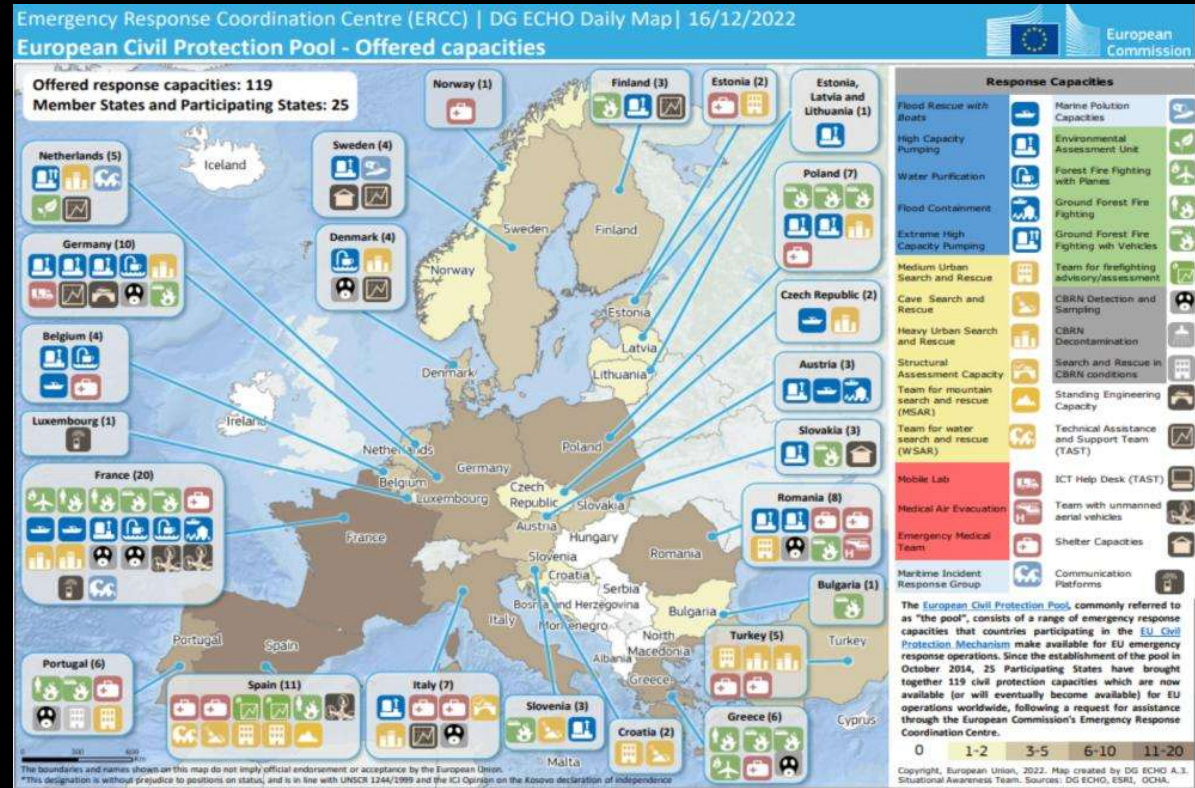 Emergency Response Coordination Centre (ERCC) | DG ECHO Daily Map| 16/12/2022
European Civil Protection Pool - Offered capacities
European
Commission
Offered response capacities: 119
Member States and Participating States: 25
Norway (1)
Finland (3)
Estonia (2)
Estonia,
Latvia and
Lithuania (1)
Netherlands (5)
Sweden (4)
Poland (7)
Germany (10)
Denmark (4)
Czech Republic (2)
Belgium (4)
Austria (3)
Luxembourg (1)
Slovakia (3)
France (20)
Romania (8)
Bulgaria (1)
Turkey (5)
Portugal (6)
Spain (11)
Italy (7)
Slovenia (3)
Croatia (2)
Greece (6)
Iceland
Sweden
Finland
Norway
Estonia
Latvia
Lithuania
Denmark
Ireland
Netherlands
Poland
Germany
Belgium
Luxembourg
Czech
Republic
Slovakia
Austria
France
Hungary
Slovenia
Romania
Croatia
Serbia
Bosnia and Herzegovina
Italy
Montenegro
Bulgaria
North
Macedonia
Albania
Portugal
Spain
Greece
Turkey
Cyprus
Malta
Response Capacities
Flood Rescue with
Boats
High Capacity
Pumping
Water Purification
Flood Containment
Extreme High
Capacity Pumping
Medium Urban
Search and Rescue
Cave Search and
Rescue
Heavy Urban Search
and Rescue
Structural
Assessment Capacity
Team for mountain
search and rescue
(MSAR)
Team for water
search and rescue
(WSAR)
Mobile Lab
Medical Air Evacuation
Emergency Medical
Team
Maritime Incident
Response Group
Marine Polution
Capacities
Environmental
Assessment Unit
Forest Fire Fighting
with Planes
Ground Forest Fire
Fighting
Ground Forest Fire
Fighting wih Vehicles
Team for firefighting
advisory/assessment
CBRN Detection and
Sampling
CBRN
Decontamination
Search and Rescue in
CBRN conditions
Standing Engineering
Capacity
Technical Assistance
and Support Team
(TAST)
ICT Help Desk (TAST)
Team with unmanned
aerial vehicles
Shelter Capacities
Communication
Platforms
The European Civil Protection Pool, commonly referred to
as "the pool", consists of a range of emergency response
capacities that countries participating in the EU Civil
Protection Mechanism make available for EU emergency
response operations. Since the establishment of the pool in
October 2014, 25 Participating States have brought
together 119 civil protection capacities which are now
available (or will eventually become available) for EU
operations worldwide, following a request for assistance
through the European Commission's Emergency Response
Coordination Centre.
0 1-2 3-5 6-10 11-20
Copyright, European Union, 2022. Map created by DG ECHO A.3.
Situational Awareness Team. Sources: DG ECHO, ESRI, OCHA.
0 300 600
Km
The boundaries and names shown on this map do not imply official endorsement or acceptance by the European Union.
*This designation is without prejudice to positions on status, and is in line with UNSCR 1244/1999 and the ICJ Opinion on the Kosovo declaration of independence